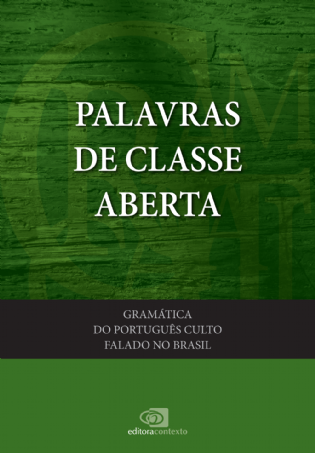 PALAVRAS
DE CLASSE
ABERTA
GRAMÁTICA
DO PORTUGUÊS CULTO
FALADO NO BRASIL
editoracontexto